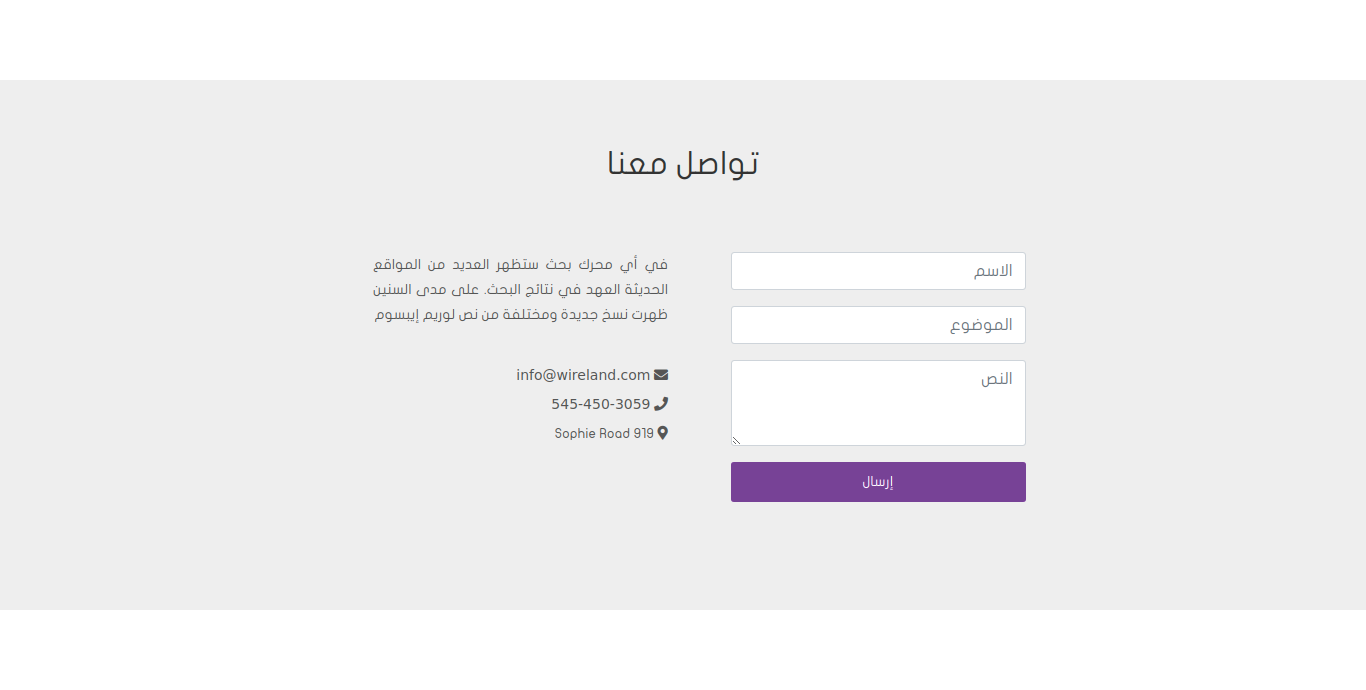 تواصل معنا
الاسم
الموضوع
النص
إرسال
في أي محرك بحث ستظهر العديد من المواقع
الحديثة العهد في نتائج البحث. على مدى السنين
ظهرت نسخ جديدة ومختلفة من نص لوريم إيبسوم
info@wireland.com
545-450-3059
Sophie Road 919